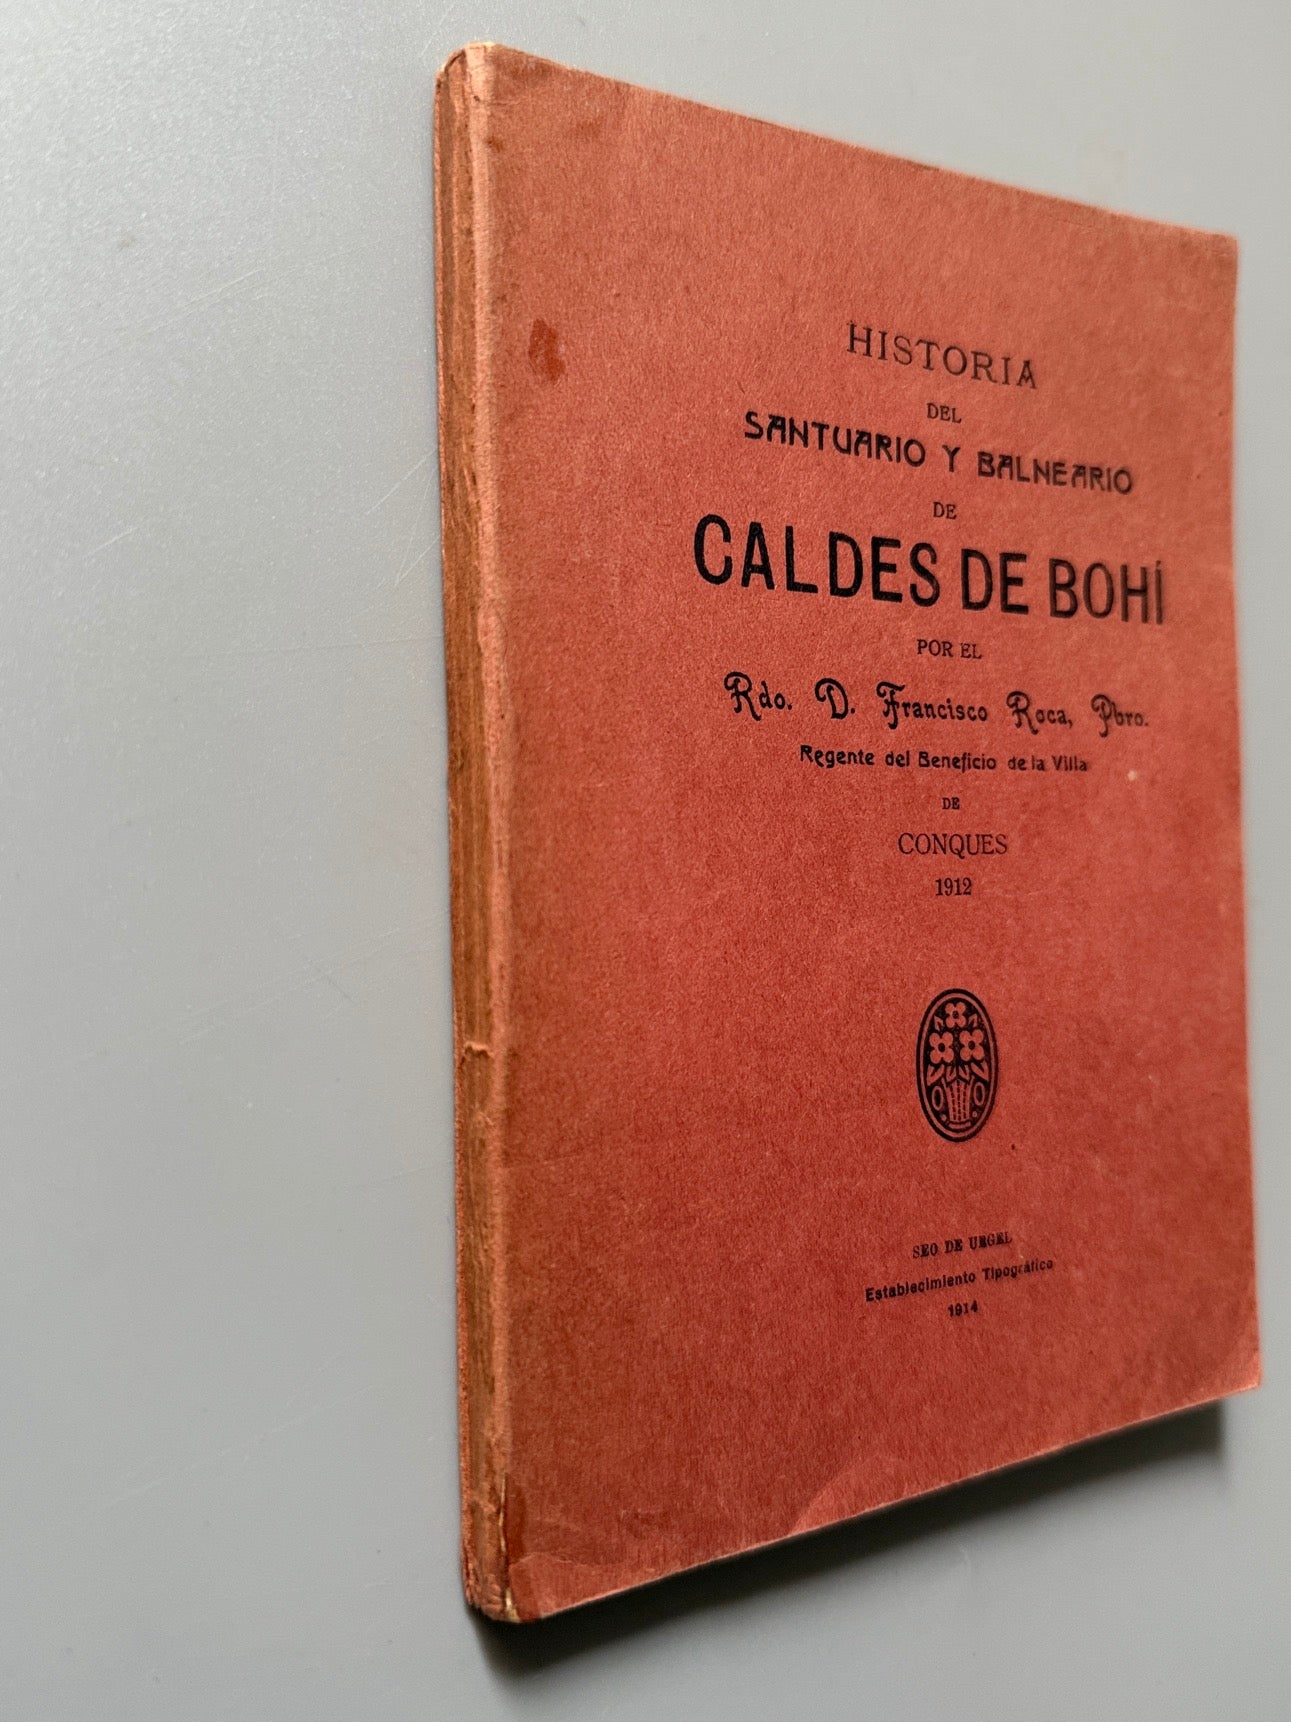 HISTORIA
DEL
SANTUARIO Y BALNEARIO
DE
CALDES DE BOHÍ
POR EL
Rdo. D. Francisco Roca, Pbro.
Regente del Beneficio de la Villa
DE
CONQUES
1912
SEO DE URGEL
Establecimiento Tipográfico
1914